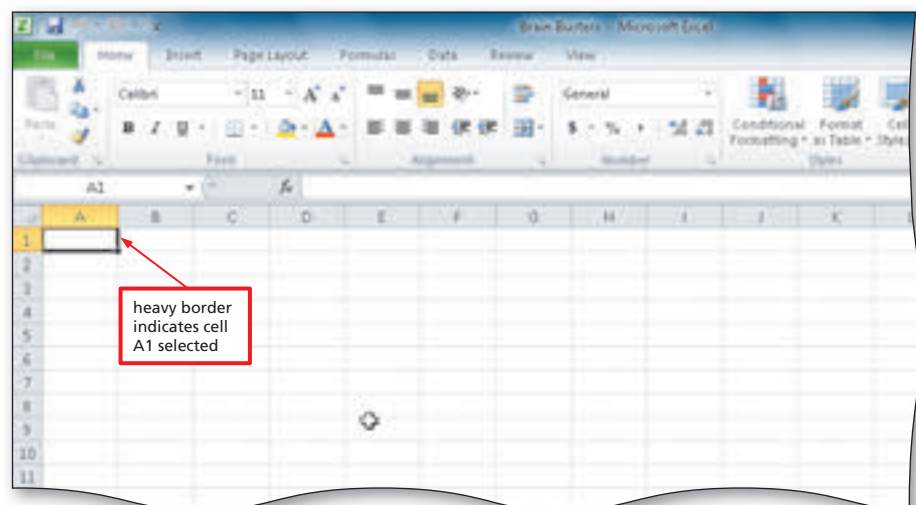 Brain Busters - Microsoft Excel
File Home Insert Page Layout Formulas Data Review View
Calibri 11 A A General
Paste B I U A $ % , Conditional Format Cell
Formatting as Table Styles
Clipboard Font Alignment Number Styles
A1 fx
A B C D E F G H I J K
1
2
3
4
5
6
7
8
9
10
11
heavy border
indicates cell
A1 selected